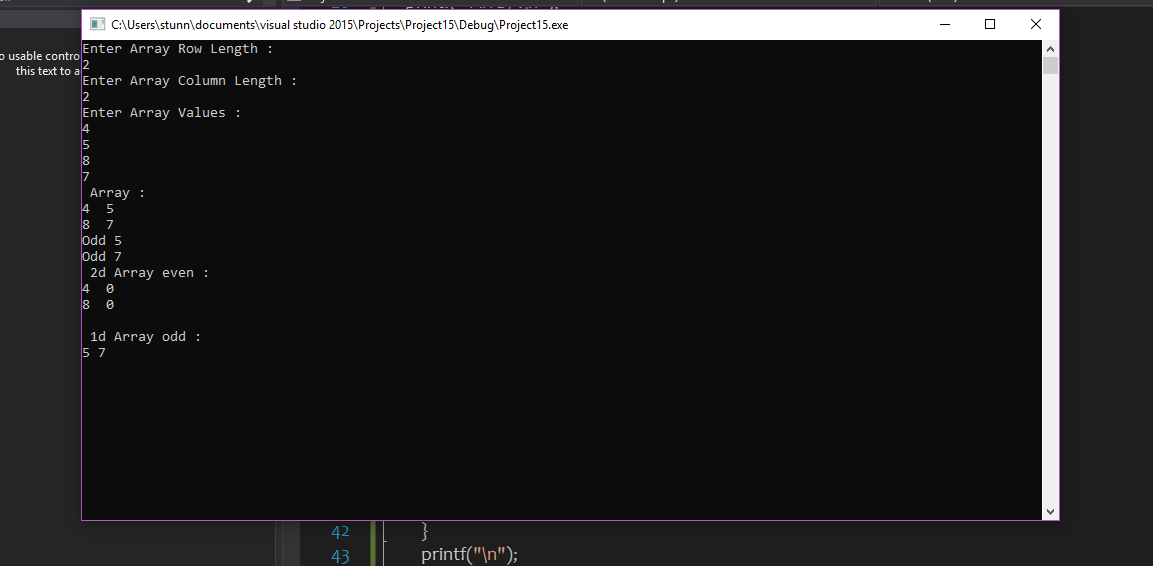 C:\Users\stunn\documents\visual studio 2015\Projects\Project15\Debug\Project15.exe
o usable contro
this text to a
Enter Array Row Length :
2
Enter Array Column Length :
2
Enter Array Values :
4
5
8
7
Array :
4 5
8 7
Odd 5
Odd 7
2d Array even :
4 0
8 0
1d Array odd :
5 7
42 }
43 printf("\n");